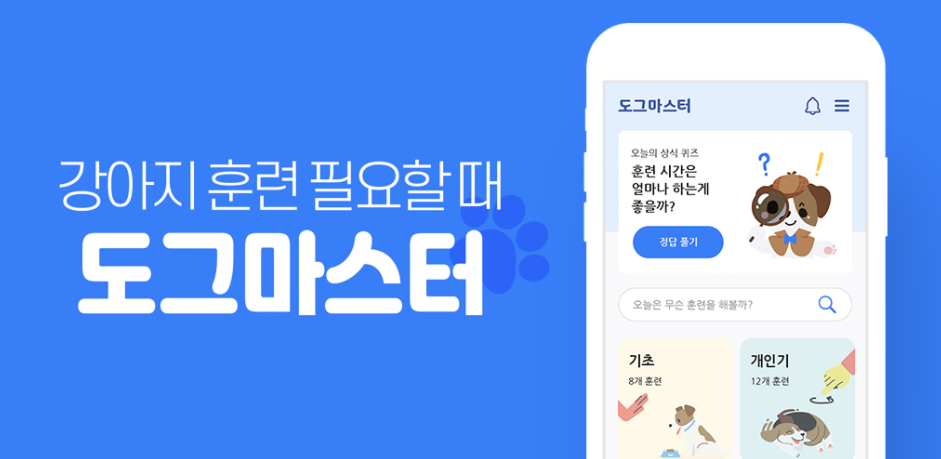 강아지 훈련 필요할 때
도그마스터
도그마스터
오늘의 상식 퀴즈
훈련 시간은
얼마나 하는게
좋을까?
정답 풀기
오늘은 무슨 훈련을 해볼까?
기초
8개 훈련
개인기
12개 훈련